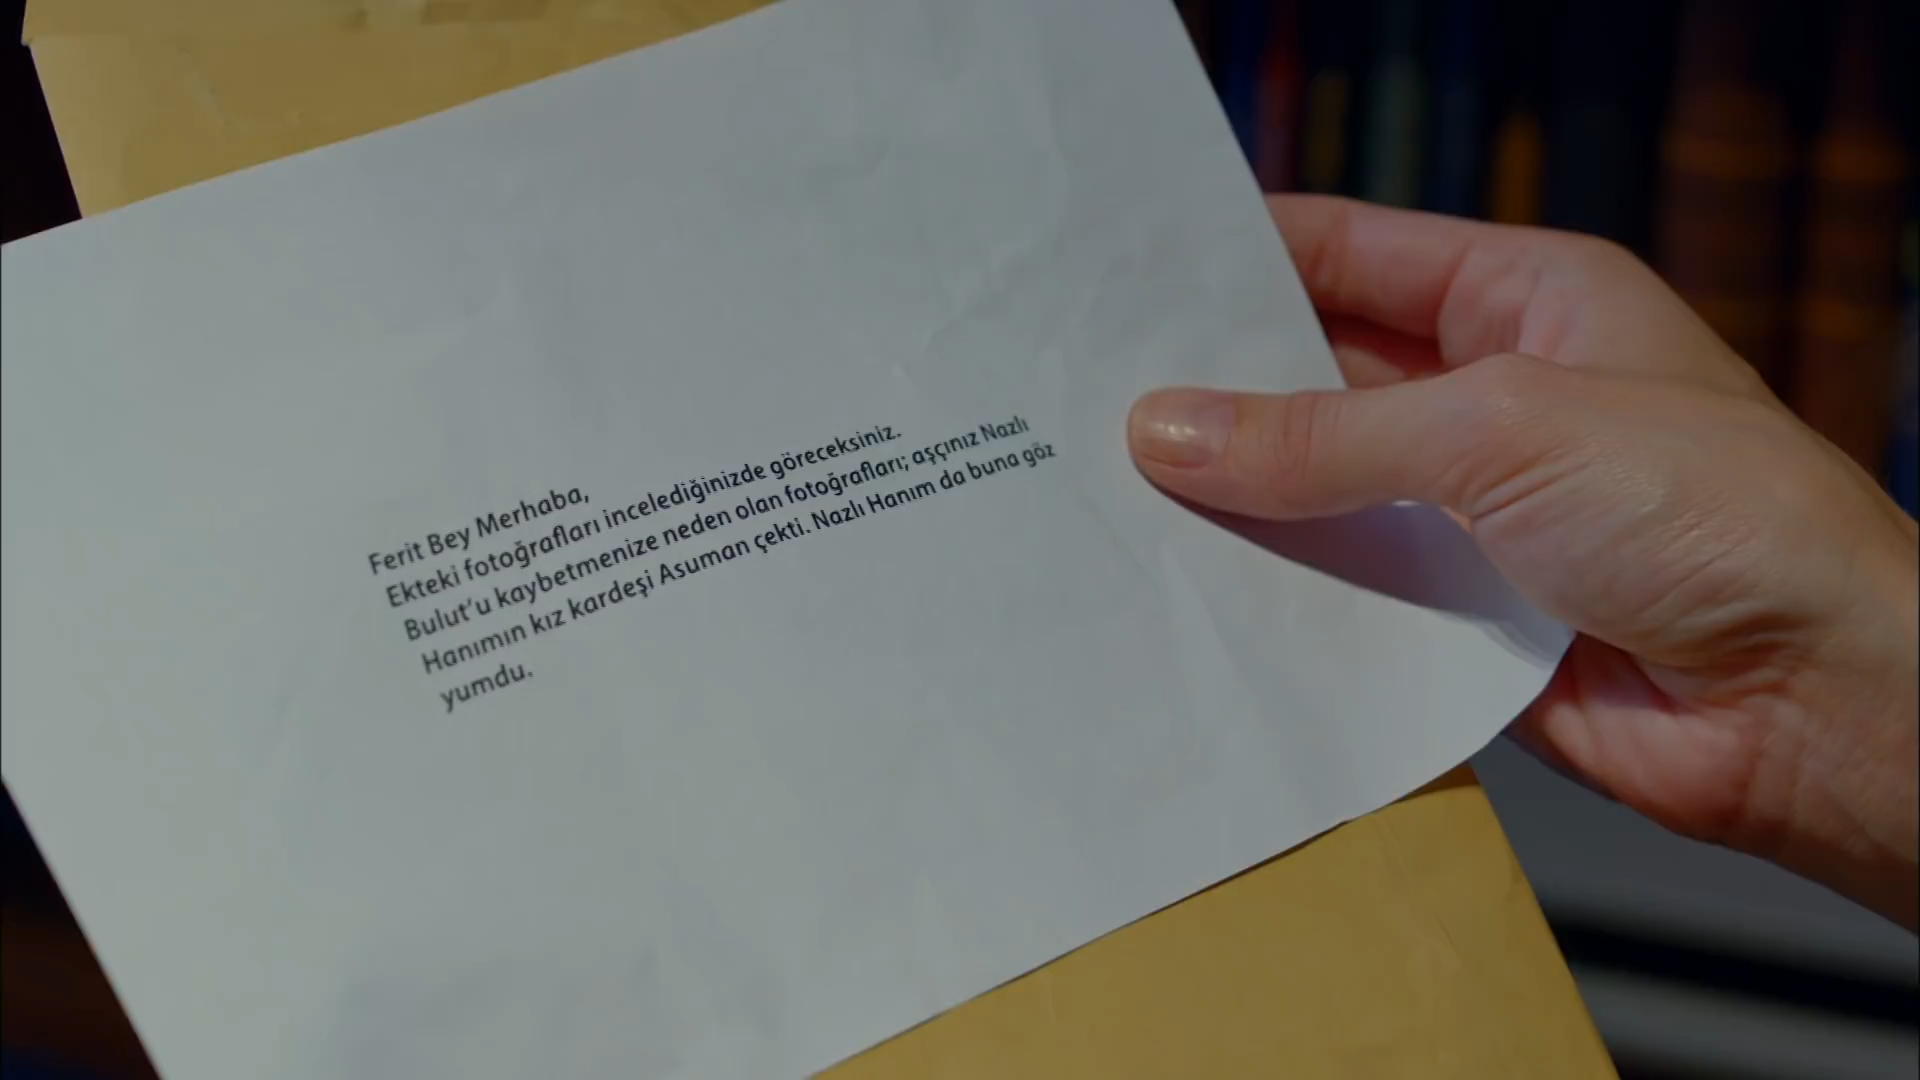 Ferit Bey Merhaba,
Ekteki fotoğrafları incelediğinizde göreceksiniz.
Bulut'u kaybetmenize neden olan fotoğrafları; aşçınız Nazlı
Hanımın kız kardeşi Asuman çekti. Nazlı Hanım da buna göz
yumdu.